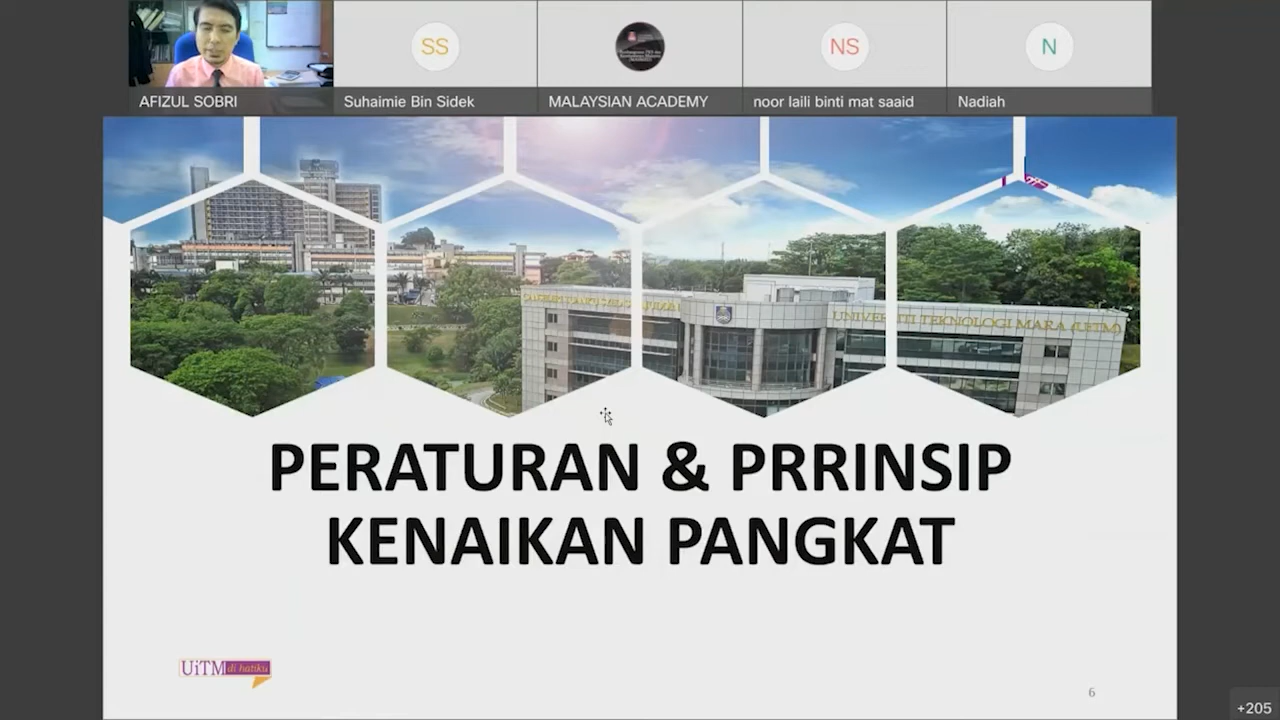 SS
NS
N
AFIZUL SOBRI
Suhaimie Bin Sidek
MALAYSIAN ACADEMY
noor laili binti mat saaid
Nadiah
UNIVERSITI TEKNOLOGI MARA (UiTM)
PERATURAN & PRRINSIP
KENAIKAN PANGKAT
UiTM di hatiku
6
+205